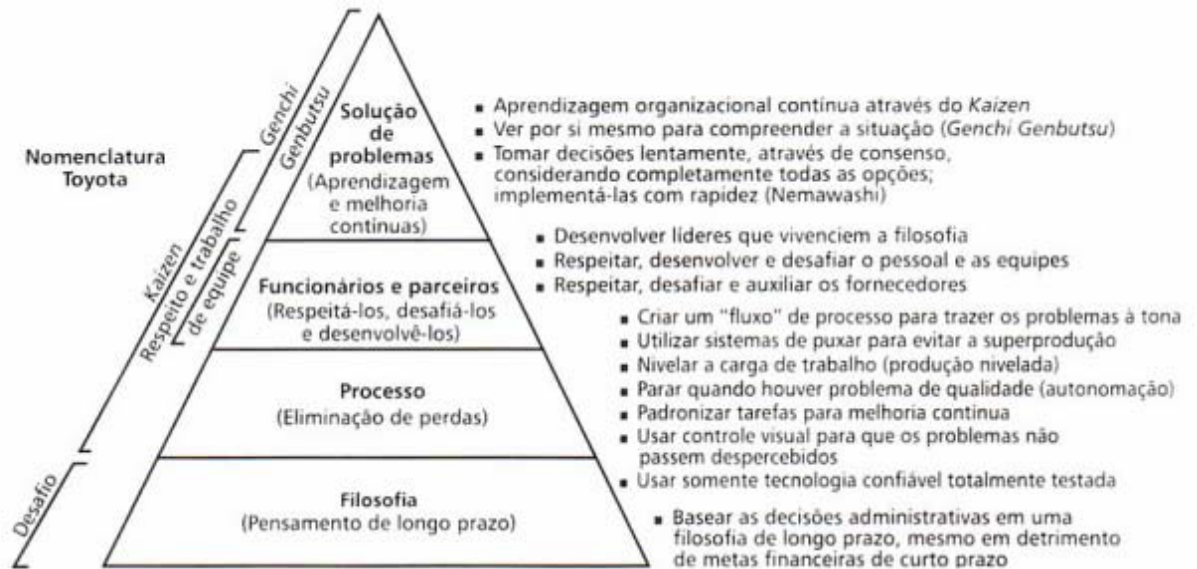 Nomenclatura
Toyota
Genchi
Genbutsu
Kaizen
Respeito e trabalho
de equipe
Desafio
Solução
de
problemas
(Aprendizagem
e melhoria
contínuas)
▪ Aprendizagem organizacional contínua através do Kaizen
▪ Ver por si mesmo para compreender a situação (Genchi Genbutsu)
▪ Tomar decisões lentamente, através de consenso,
considerando completamente todas as opções;
implementá-las com rapidez (Nemawashi)
Funcionários e parceiros
(Respeitá-los, desafiá-los
e desenvolvê-los)
▪ Desenvolver líderes que vivenciem a filosofia
▪ Respeitar, desenvolver e desafiar o pessoal e as equipes
▪ Respeitar, desafiar e auxiliar os fornecedores
Processo
(Eliminação de perdas)
▪ Criar um "fluxo" de processo para trazer os problemas à tona
▪ Utilizar sistemas de puxar para evitar a superprodução
▪ Nivelar a carga de trabalho (produção nivelada)
▪ Parar quando houver problema de qualidade (autonomação)
▪ Padronizar tarefas para melhoria contínua
▪ Usar controle visual para que os problemas não
passem despercebidos
▪ Usar somente tecnologia confiável totalmente testada
Filosofia
(Pensamento de longo prazo)
▪ Basear as decisões administrativas em uma
filosofia de longo prazo, mesmo em detrimento
de metas financeiras de curto prazo